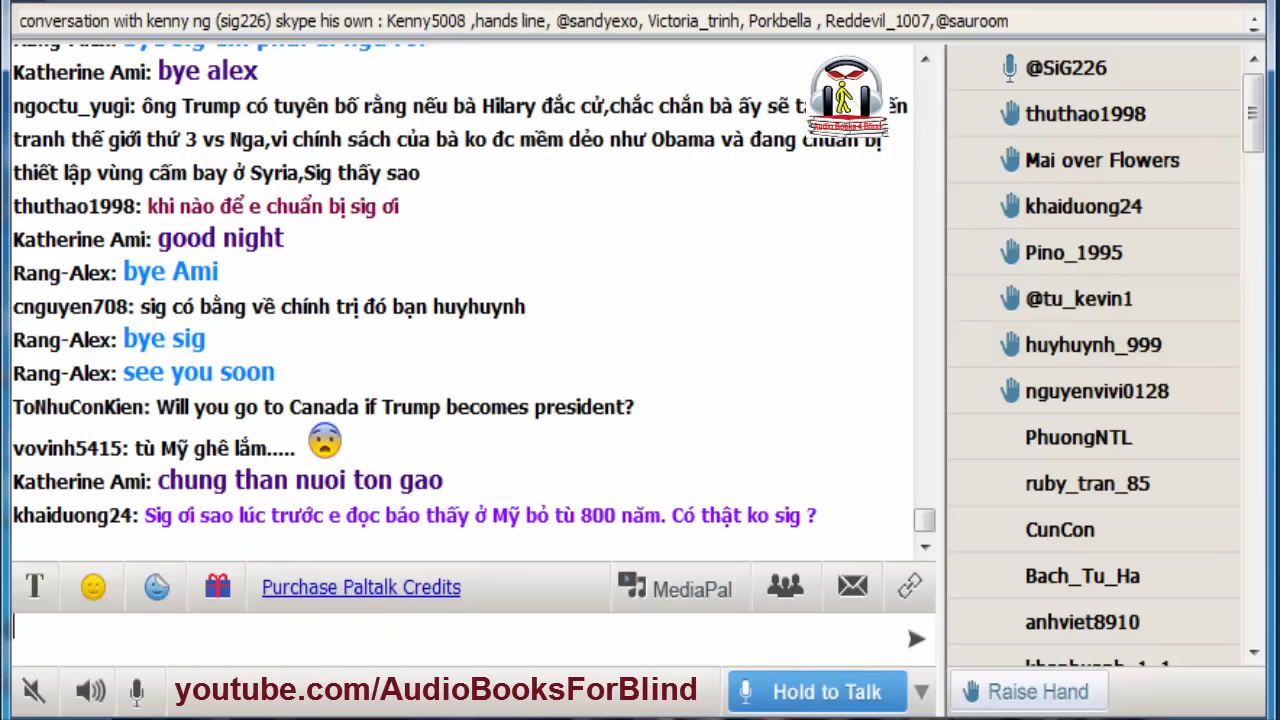 conversation with kenny ng (sig226) skype his own : Kenny5008 ,hands line, @sandyexo, Victoria_trinh, Porkbella , Reddevil_1007,@sauroom
Katherine Ami: bye alex
ngoctu_yugi: ông Trump có tuyên bố rằng nếu bà Hilary đắc cử,chắc chắn bà ấy sẽ
tranh thế giới thứ 3 vs Nga,vi chính sách của bà ko đc mềm dẻo như Obama và đang chuẩn bị
thiết lập vùng cấm bay ở Syria,Sig thấy sao
thuthao1998: khi nào để e chuẩn bị sig ơi
Katherine Ami: good night
Rang-Alex: bye Ami
cnguyen708: sig có bằng về chính trị đó bạn huyhuynh
Rang-Alex: bye sig
Rang-Alex: see you soon
ToNhuConKien: Will you go to Canada if Trump becomes president?
vovinh5415: tù Mỹ ghê lắm.....
Katherine Ami: chung than nuoi ton gao
khaiduong24: Sig ơi sao lúc trước e đọc báo thấy ở Mỹ bỏ tù 800 năm. Có thật ko sig ?
Audio Books 4 Blind
T
Purchase Paltalk Credits
MediaPal
youtube.com/AudioBooksForBlind
Hold to Talk
@SiG226
thuthao1998
Mai over Flowers
khaiduong24
Pino_1995
@tu_kevin1
huyhuynh_999
nguyenvivi0128
PhuongNTL
ruby_tran_85
CunCon
Bach_Tu_Ha
anhviet8910
Raise Hand